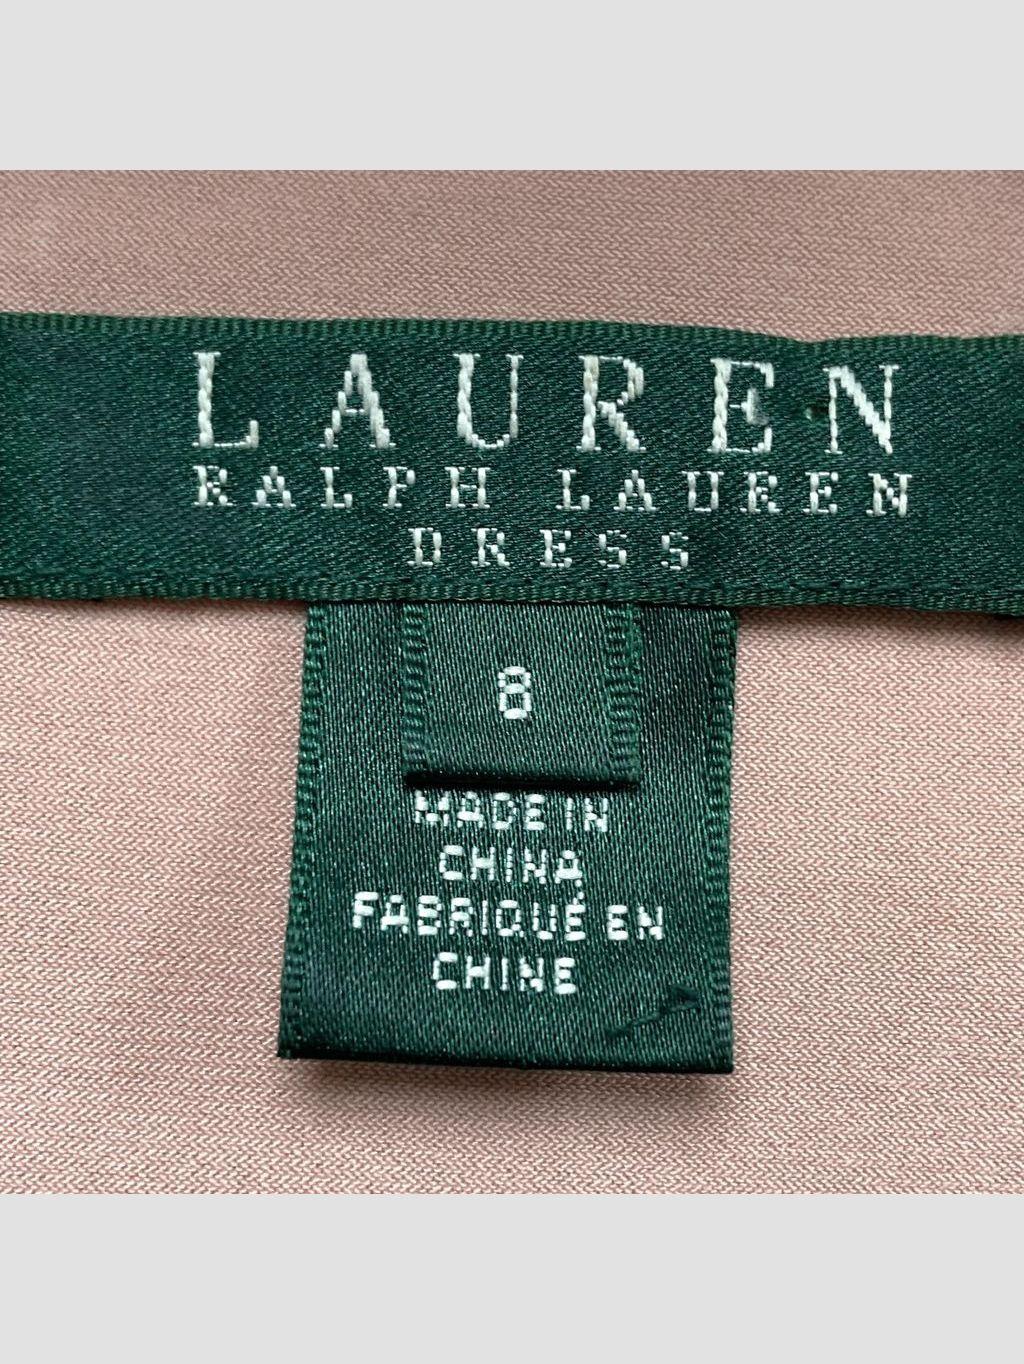 LAUREN
RALPH LAUREN
DRESS
8
MADE IN
CHINA
FABRIQUÉ EN
CHINE